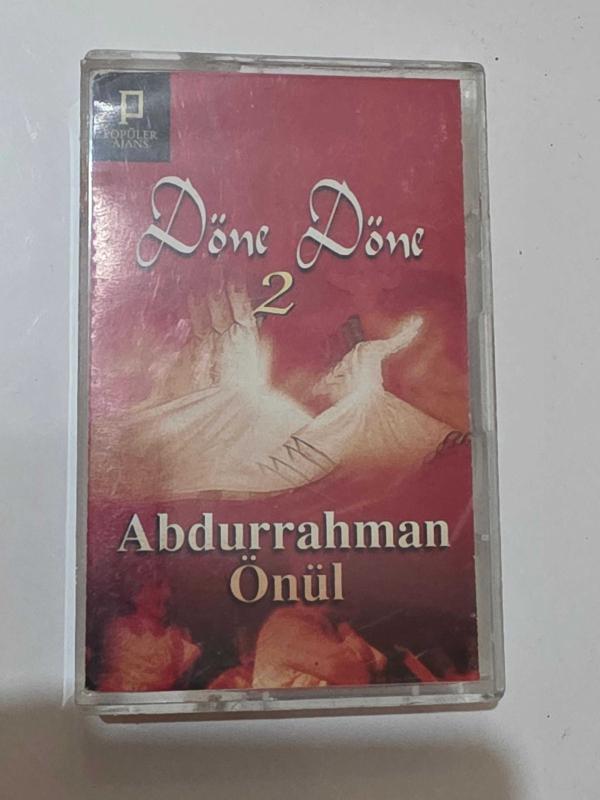 P
POPÜLER
AJANS
Döne Döne
2
Abdurrahman
Önül